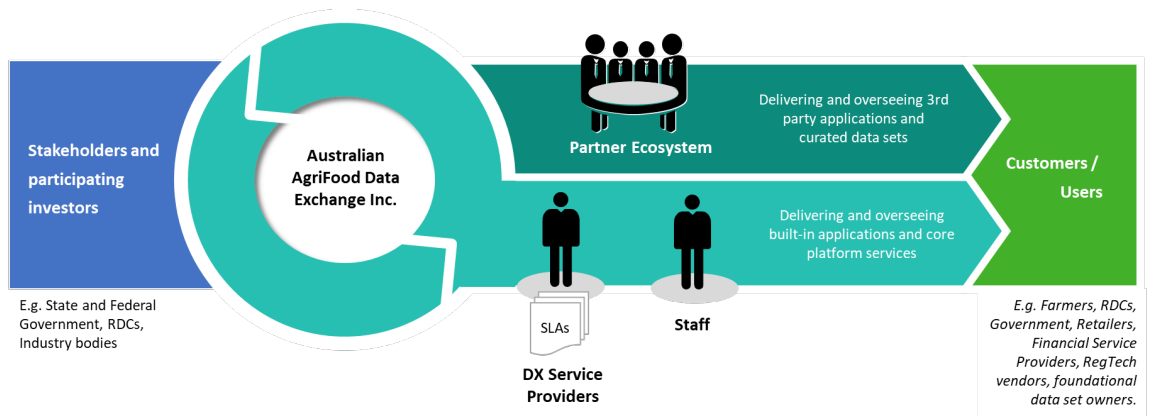 Stakeholders and
participating
investors
E.g. State and Federal
Government, RDCs,
Industry bodies
Australian
AgriFood Data
Exchange Inc.
Partner Ecosystem
Delivering and overseeing 3rd
party applications and
curated data sets
SLAs
DX Service
Providers
Staff
Delivering and overseeing
built-in applications and core
platform services
Customers /
Users
E.g. Farmers, RDCs,
Government, Retailers,
Financial Service
Providers, RegTech
vendors, foundational
data set owners.